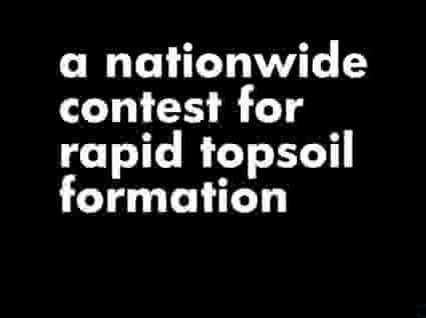 a nationwide
contest for
rapid topsoil
formation